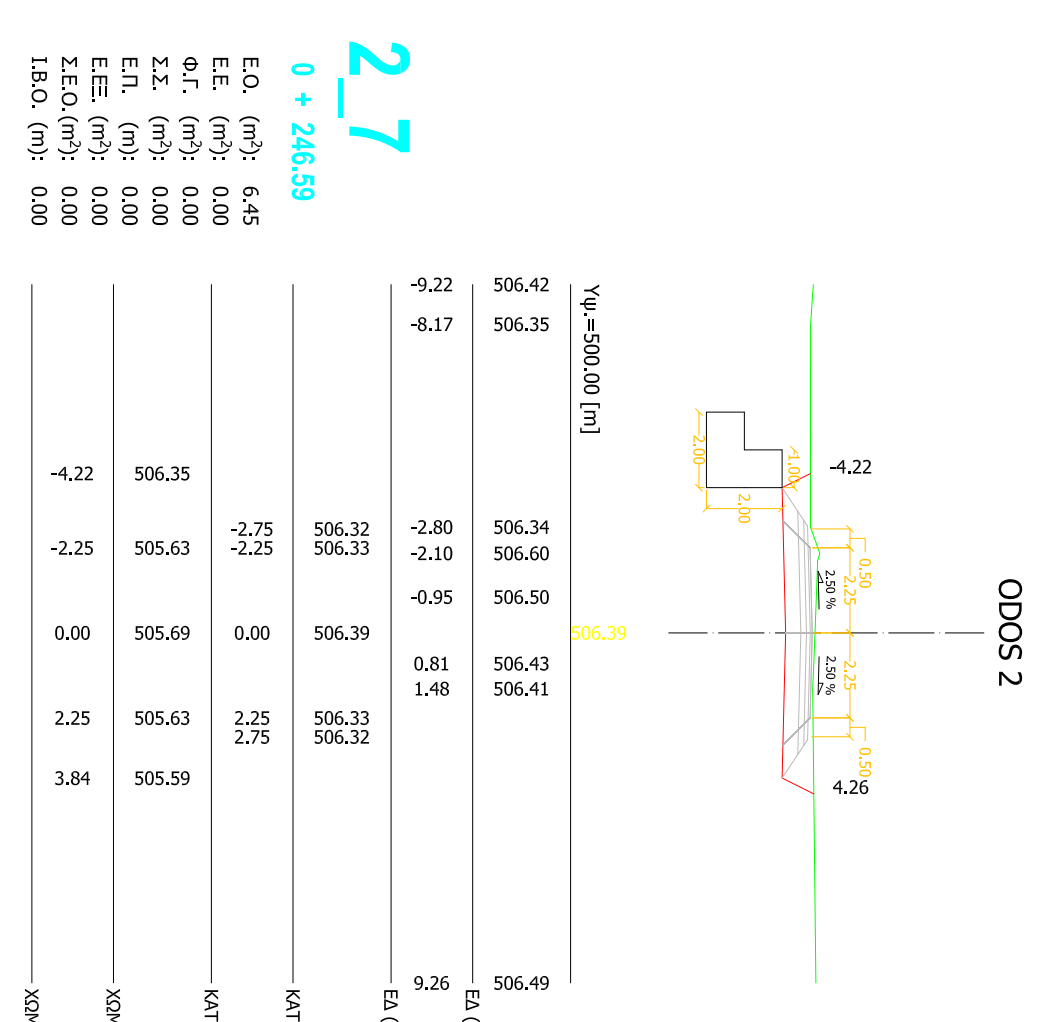 ODOS 2
-4.22
4.26
0.50
2.25
2.25
0.50
2.50 %
2.50 %
1.00
2.00
2.00
506.39
Υψ.=500.00 [m]
506.42
506.35
506.34
506.60
506.50
506.43
506.41
506.49
-9.22
-8.17
-2.80
-2.10
-0.95
0.81
1.48
9.26
506.32
506.33
506.39
506.33
506.32
-2.75
-2.25
0.00
2.25
2.75
506.35
505.63
505.69
505.63
505.59
-4.22
-2.25
0.00
2.25
3.84
2_7
0 + 246.59
Ε.Ο. (m²): 6.45
Ε.Ε. (m²): 0.00
Φ.Γ. (m²): 0.00
Σ.Σ. (m²): 0.00
Ε.Π. (m): 0.00
Ε.ΕΞ. (m²): 0.00
Σ.Ε.Ο.(m²): 0.00
Ι.Β.Ο. (m): 0.00
ΕΔ (
ΕΔ (
ΚΑΤ
ΚΑΤ
ΧΩΜ
ΧΩΜ